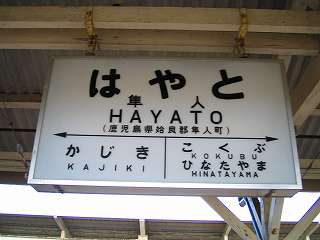 はやと
隼人
HAYATO
(鹿児島県姶良郡隼人町)
かじき
KAJIKI
こくぶ
KOKUBU
ひなたやま
HINATAYAMA